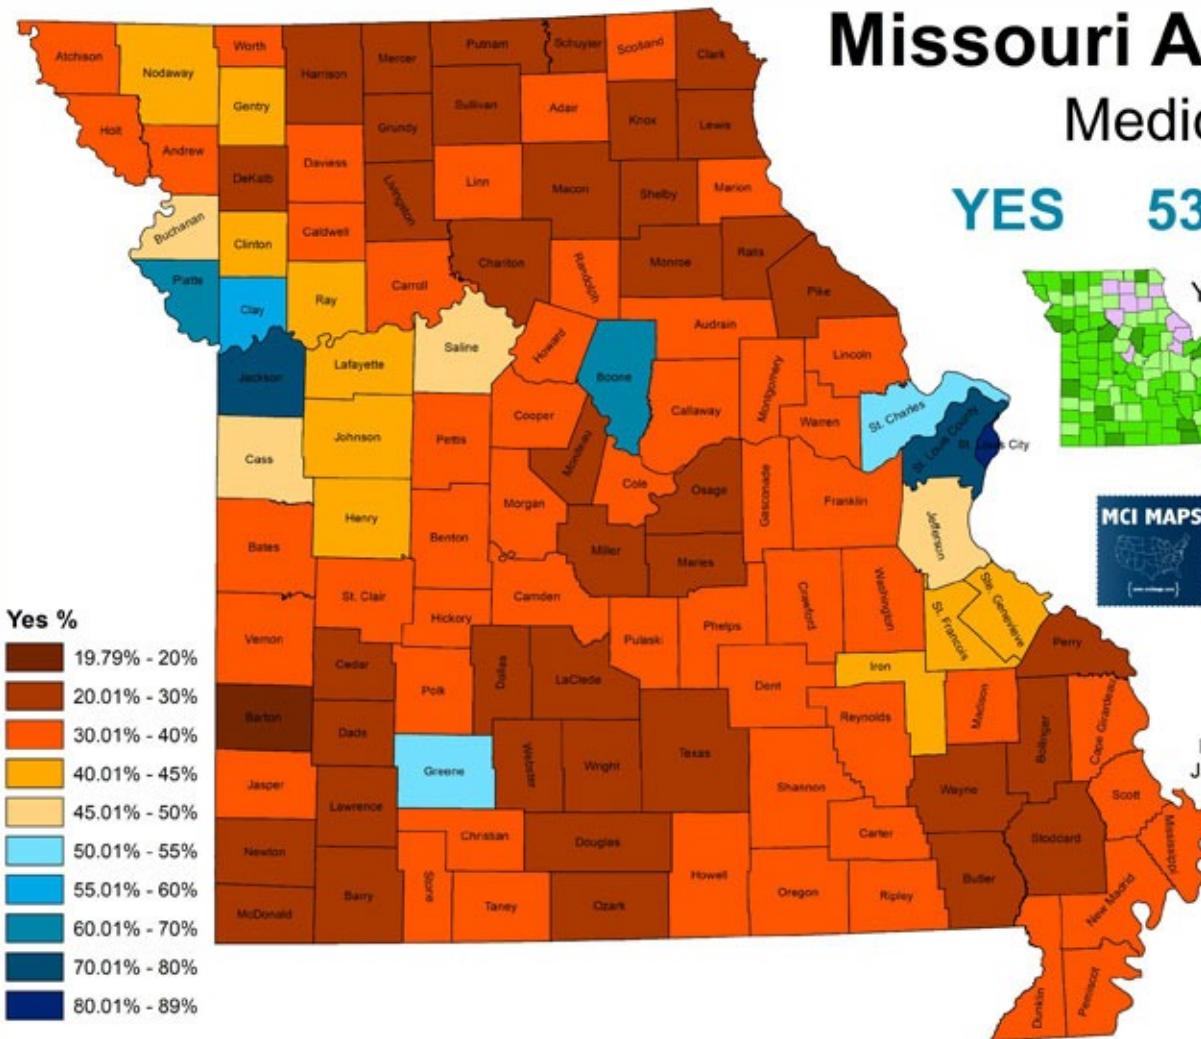 Missouri A
Medic
YES 53
Y
MCI MAPS
J
Atchison
Nodaway
Worth
Harrison
Mercer
Putnam
Schuyler
Scotland
Clark
Gentry
Sullivan
Adair
Knox
Lewis
Holt
Andrew
DeKalb
Daviess
Grundy
Livingston
Linn
Macon
Shelby
Marion
Buchanan
Clinton
Caldwell
Chariton
Randolph
Monroe
Ralls
Pike
Platte
Clay
Ray
Carroll
Saline
Howard
Audrain
Lincoln
Jackson
Lafayette
Boone
Callaway
Montgomery
Warren
St. Charles
St. Louis County
St. Louis City
Cass
Johnson
Pettis
Cooper
Moniteau
Cole
Osage
Gasconade
Franklin
Jefferson
Bates
Henry
Benton
Morgan
Miller
Maries
Crawford
Washington
Ste. Genevieve
St. Francois
Vernon
St. Clair
Hickory
Camden
Pulaski
Phelps
Iron
Perry
Cedar
Polk
Dallas
LaClede
Dent
Reynolds
Madison
Bollinger
Cape Girardeau
Barton
Dade
Greene
Webster
Wright
Texas
Shannon
Wayne
Scott
Mississippi
Jasper
Lawrence
Christian
Douglas
Howell
Carter
Butler
Stoddard
Newton
McDonald
Barry
Stone
Taney
Ozark
Oregon
Ripley
New Madrid
Dunklin
Pemiscot
Yes %
19.79% - 20%
20.01% - 30%
30.01% - 40%
40.01% - 45%
45.01% - 50%
50.01% - 55%
55.01% - 60%
60.01% - 70%
70.01% - 80%
80.01% - 89%